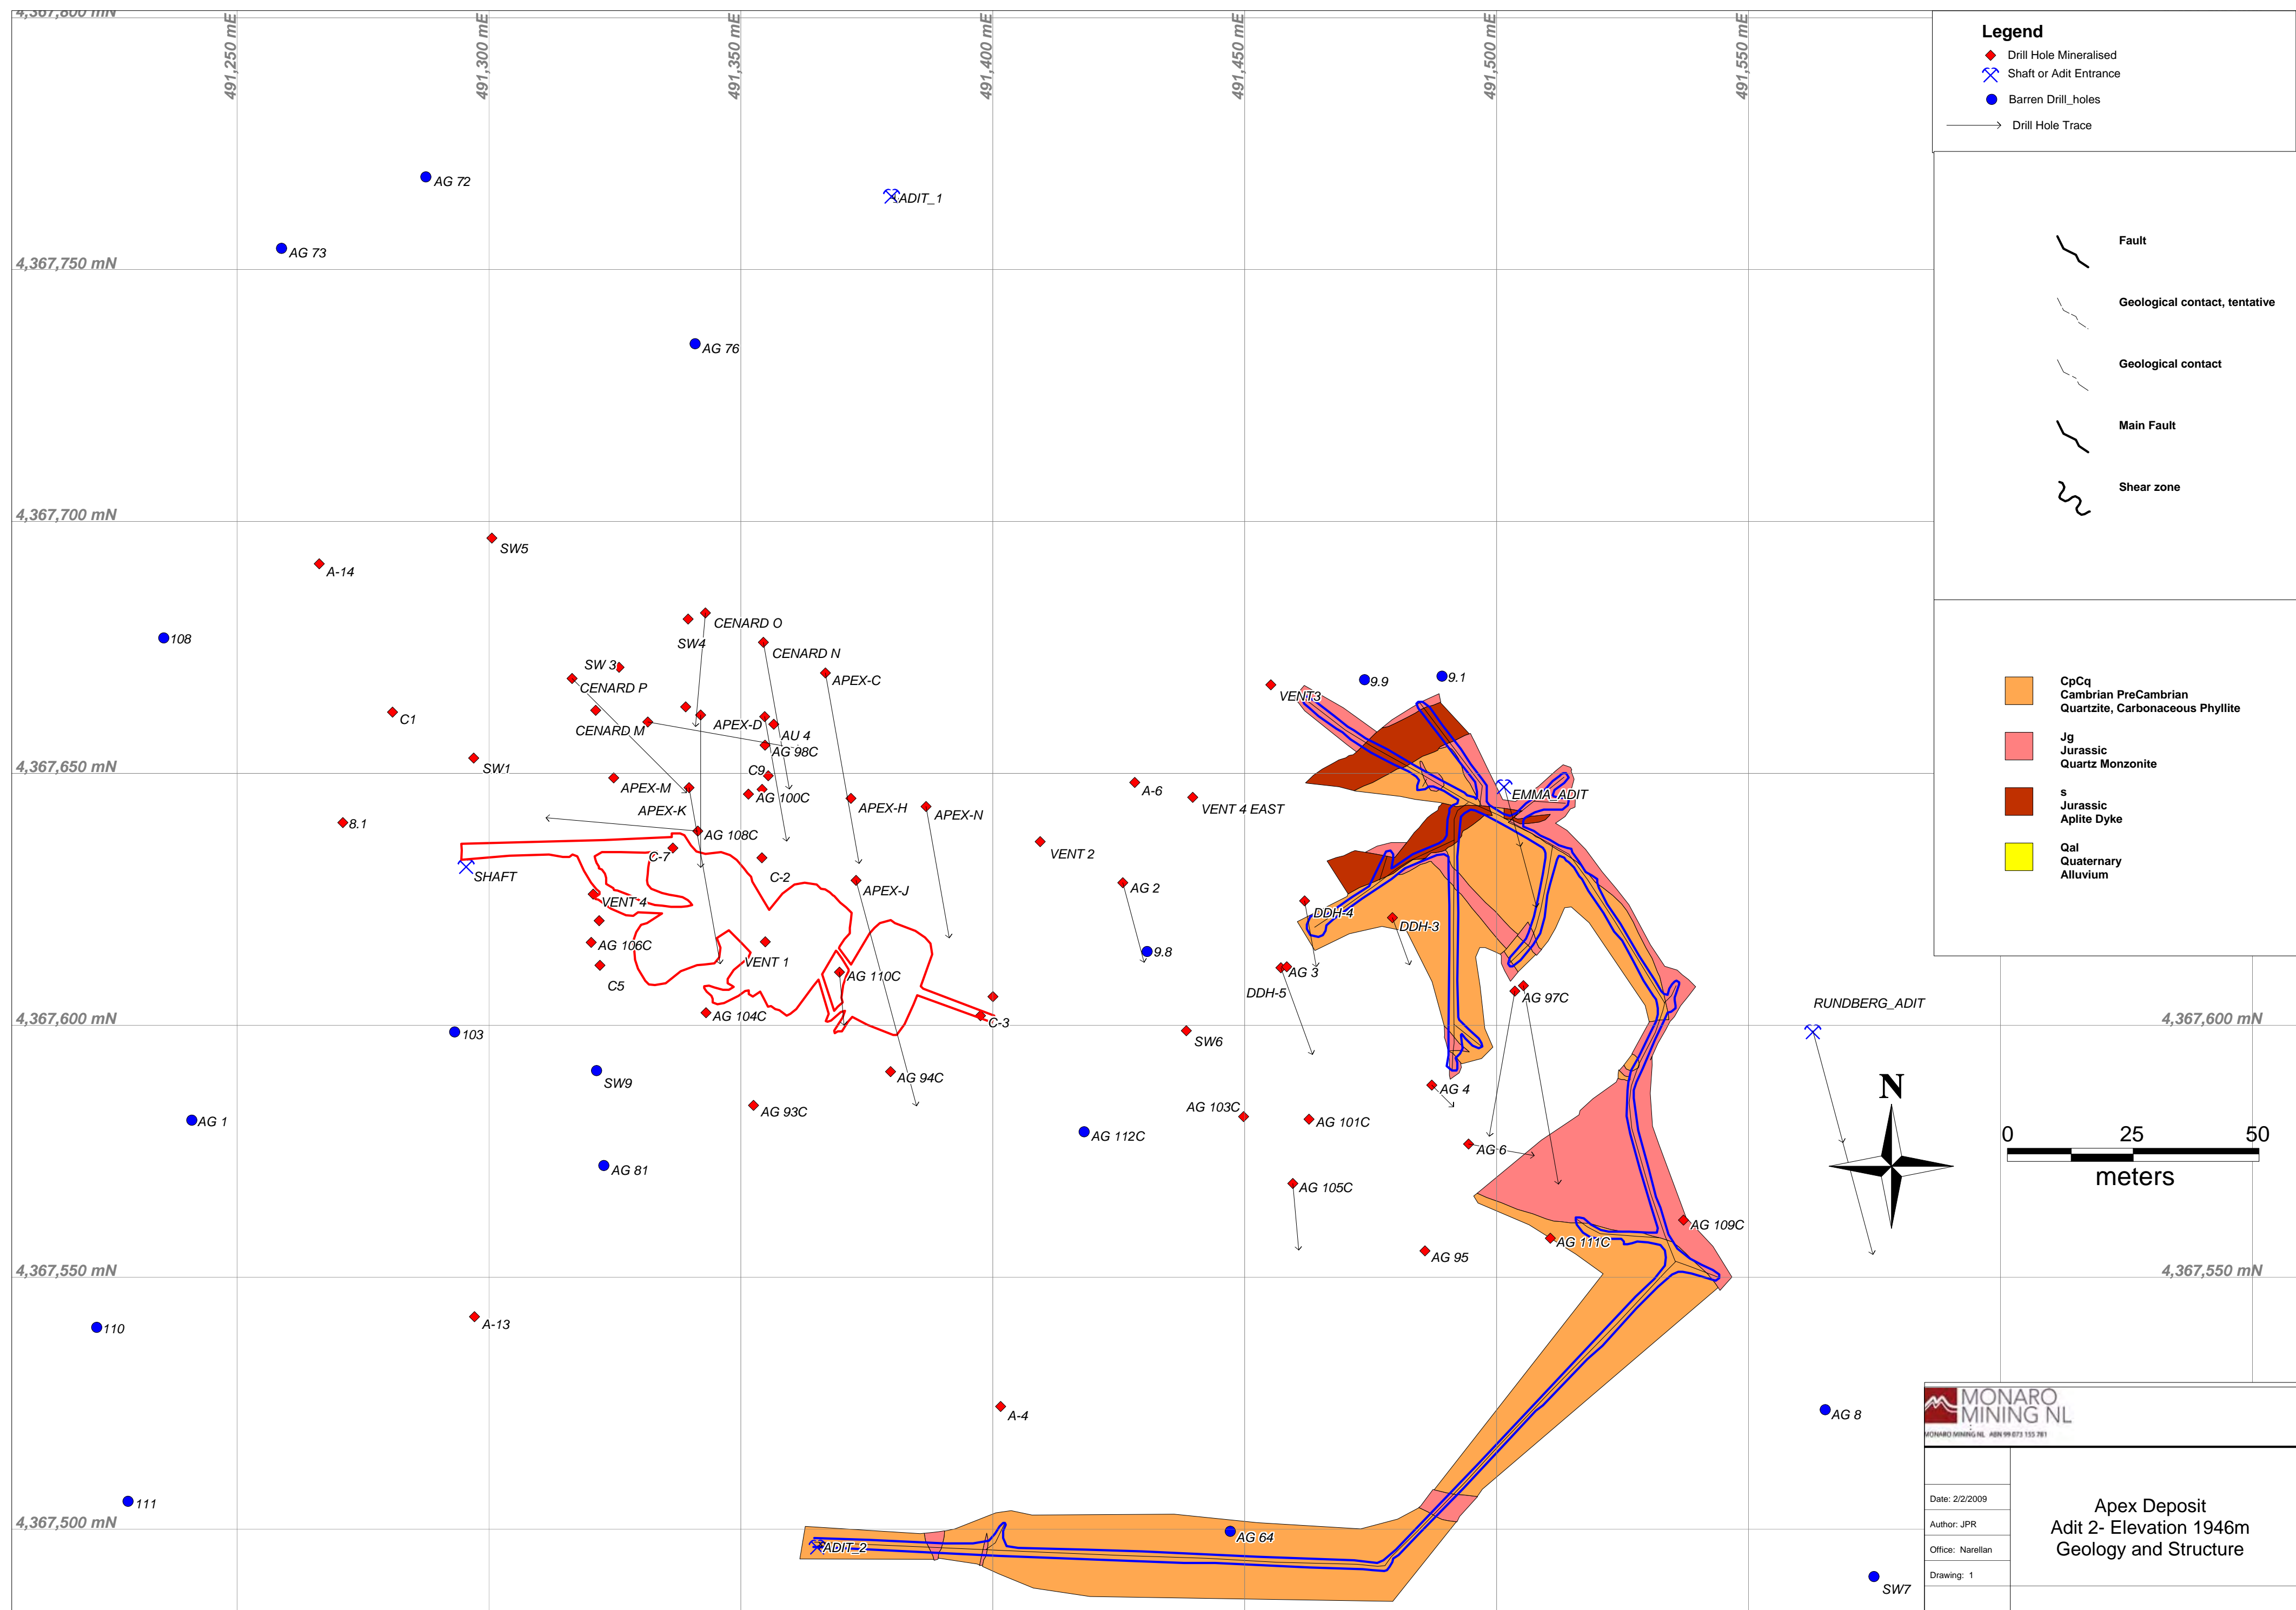 4,367,800 mN
491,250 mE
491,300 mE
491,350 mE
491,400 mE
491,450 mE
491,500 mE
491,550 mE
Legend
Drill Hole Mineralised
Shaft or Adit Entrance
Barren Drill_holes
Drill Hole Trace
AG 72
ADIT_1
AG 73
4,367,750 mN
Fault
Geological contact, tentative
AG 76
Geological contact
Main Fault
Shear zone
4,367,700 mN
SW5
A-14
108
CENARD O
SW4
CENARD N
SW 3
CENARD P
APEX-C
9.9
9.1
VENT3
C1
CENARD M
APEX-D
AU 4
AG 98C
SW1
C9
4,367,650 mN
APEX-M
AG 100C
APEX-K
APEX-H
APEX-N
A-6
VENT 4 EAST
EMMA_ADIT
8.1
AG 108C
C-7
VENT 2
SHAFT
C-2
APEX-J
AG 2
VENT 4
DDH-4
DDH-3
AG 106C
9.8
VENT 1
AG 110C
AG 3
C5
DDH-5
AG 97C
RUNDBERG_ADIT
AG 104C
C-3
4,367,600 mN
4,367,600 mN
103
SW6
SW9
AG 94C
AG 4
AG 93C
AG 103C
AG 1
AG 101C
AG 112C
AG 6
AG 81
AG 105C
AG 109C
AG 111C
AG 95
4,367,550 mN
4,367,550 mN
A-13
110
A-4
AG 8
111
4,367,500 mN
AG 64
ADIT_2
SW7
CpCq
Cambrian PreCambrian
Quartzite, Carbonaceous Phyllite
Jg
Jurassic
Quartz Monzonite
s
Jurassic
Aplite Dyke
Qal
Quaternary
Alluvium
N
0 25 50
meters
MONARO
MINING NL
MONARO MINING NL ABN 99 073 155 781
Date: 2/2/2009
Author: JPR
Office: Narellan
Drawing: 1
Apex Deposit
Adit 2- Elevation 1946m
Geology and Structure